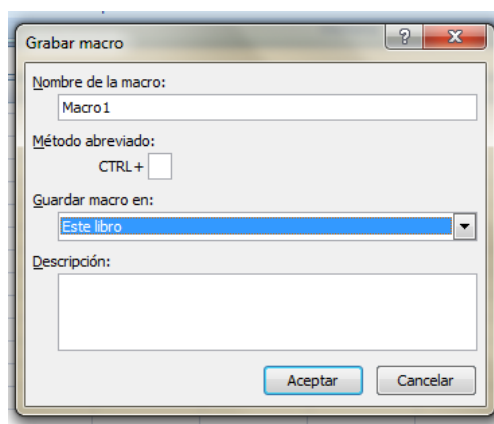 Grabar macro
Nombre de la macro:
Macro1
Método abreviado:
CTRL+
Guardar macro en:
Este libro
Descripción:
Aceptar Cancelar